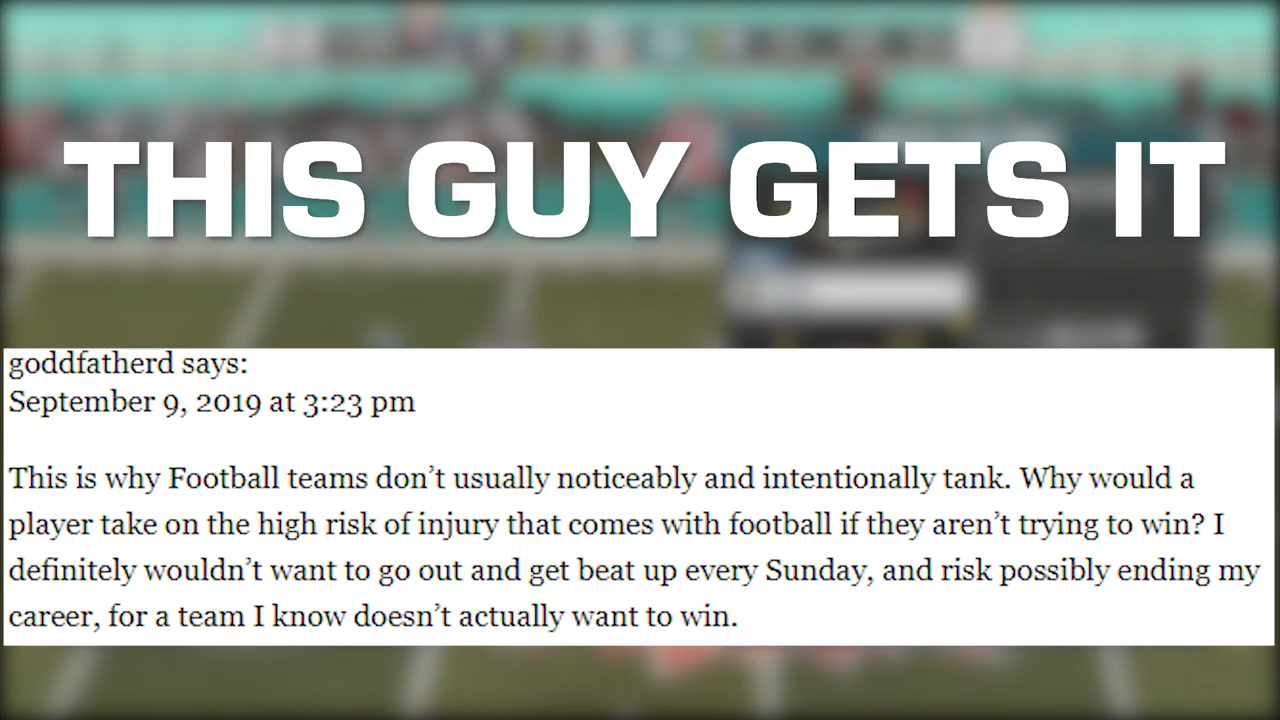 THIS GUY GETS IT
goddfatherd says:
September 9, 2019 at 3:23 pm
This is why Football teams don’t usually noticeably and intentionally tank. Why would a
player take on the high risk of injury that comes with football if they aren’t trying to win? I
definitely wouldn’t want to go out and get beat up every Sunday, and risk possibly ending my
career, for a team I know doesn’t actually want to win.